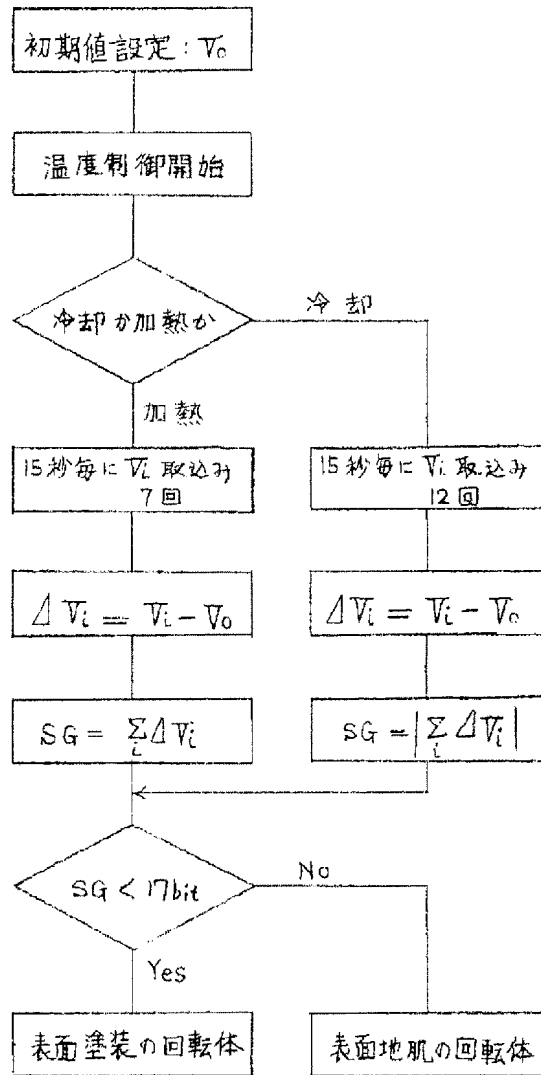 初期値設定: V₀
温度制御開始
冷却か加熱か
冷却
加熱
15秒毎にVi取込み
7回
15秒毎にVi取込み
12回
ΔVi = Vi - V₀
ΔVi = Vi - V₀
SG = Σi ΔVi
SG = |Σi ΔVi|
SG < 17bit
No
Yes
表面塗装の回転体
表面地肌の回転体